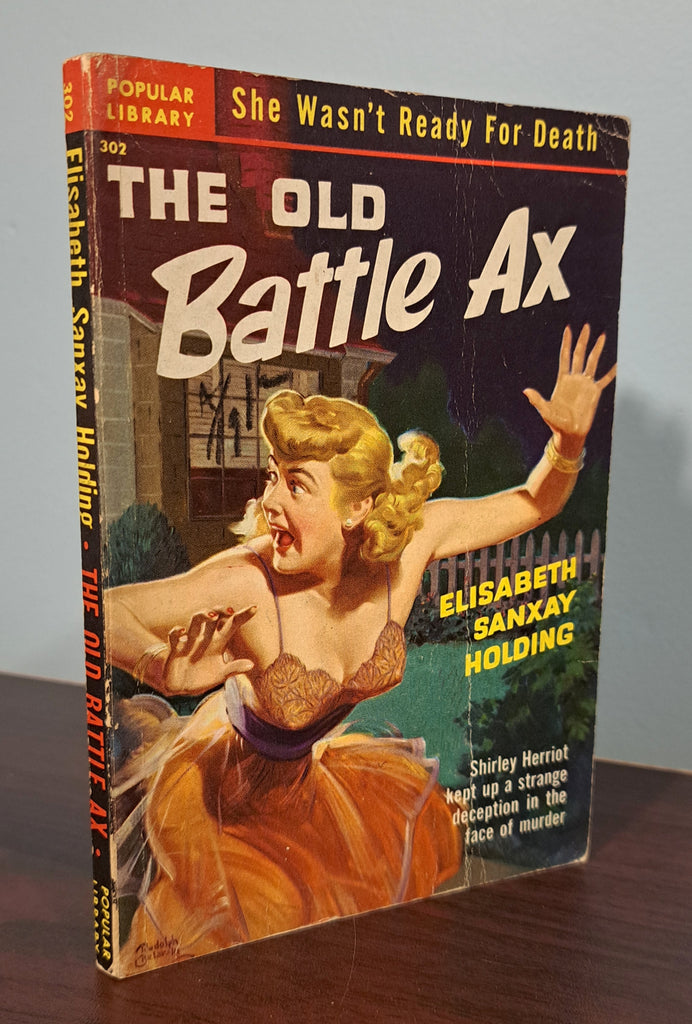 302
Elisabeth Sanxay Holding • THE OLD BATTLE AX •
POPULAR
LIBRARY
POPULAR
LIBRARY
She Wasn't Ready For Death
302
THE OLD
Battle Ax
ELISABETH
SANXAY
HOLDING
Shirley Herriot
kept up a strange
deception in the
face of murder
Rudolph